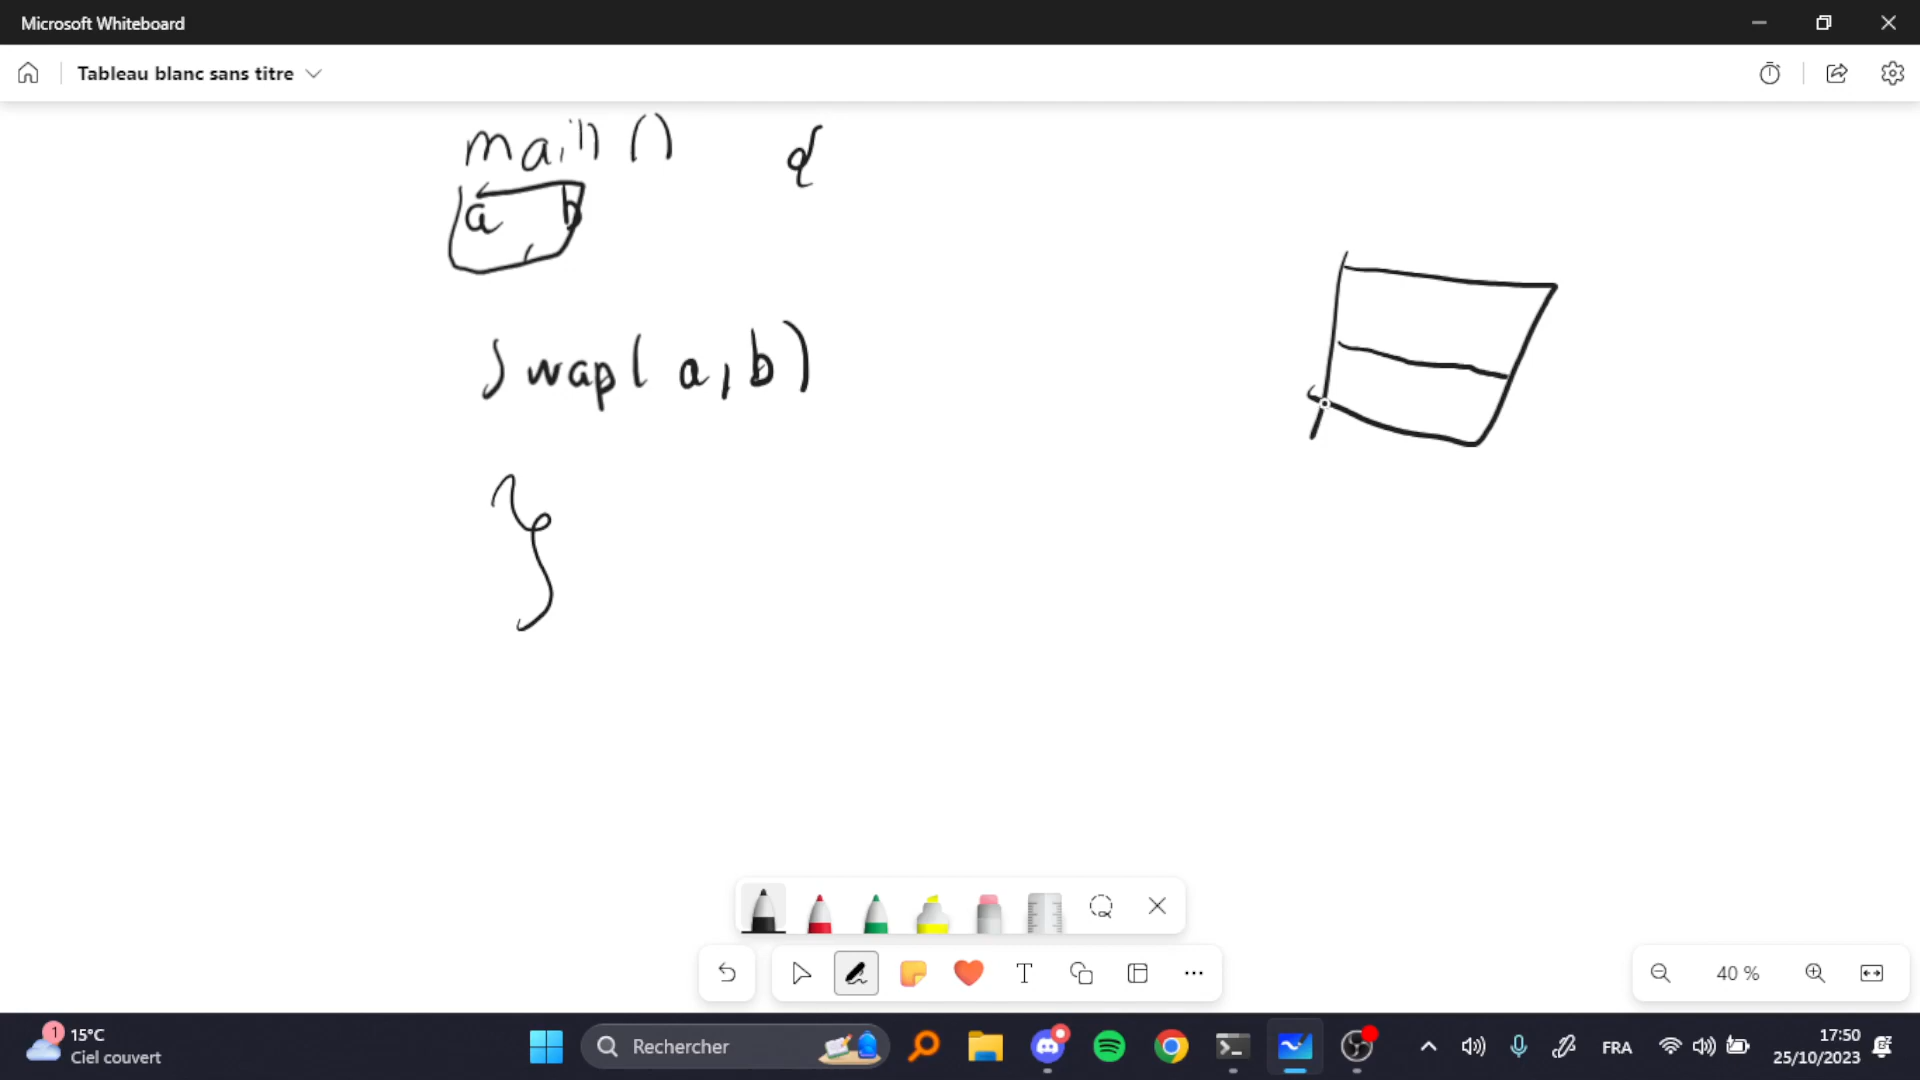 Microsoft Whiteboard
Tableau blanc sans titre
main () {
a b
swap( a, b)
}
40 %
1
15°C
Ciel couvert
Rechercher
FRA
17:50
25/10/2023